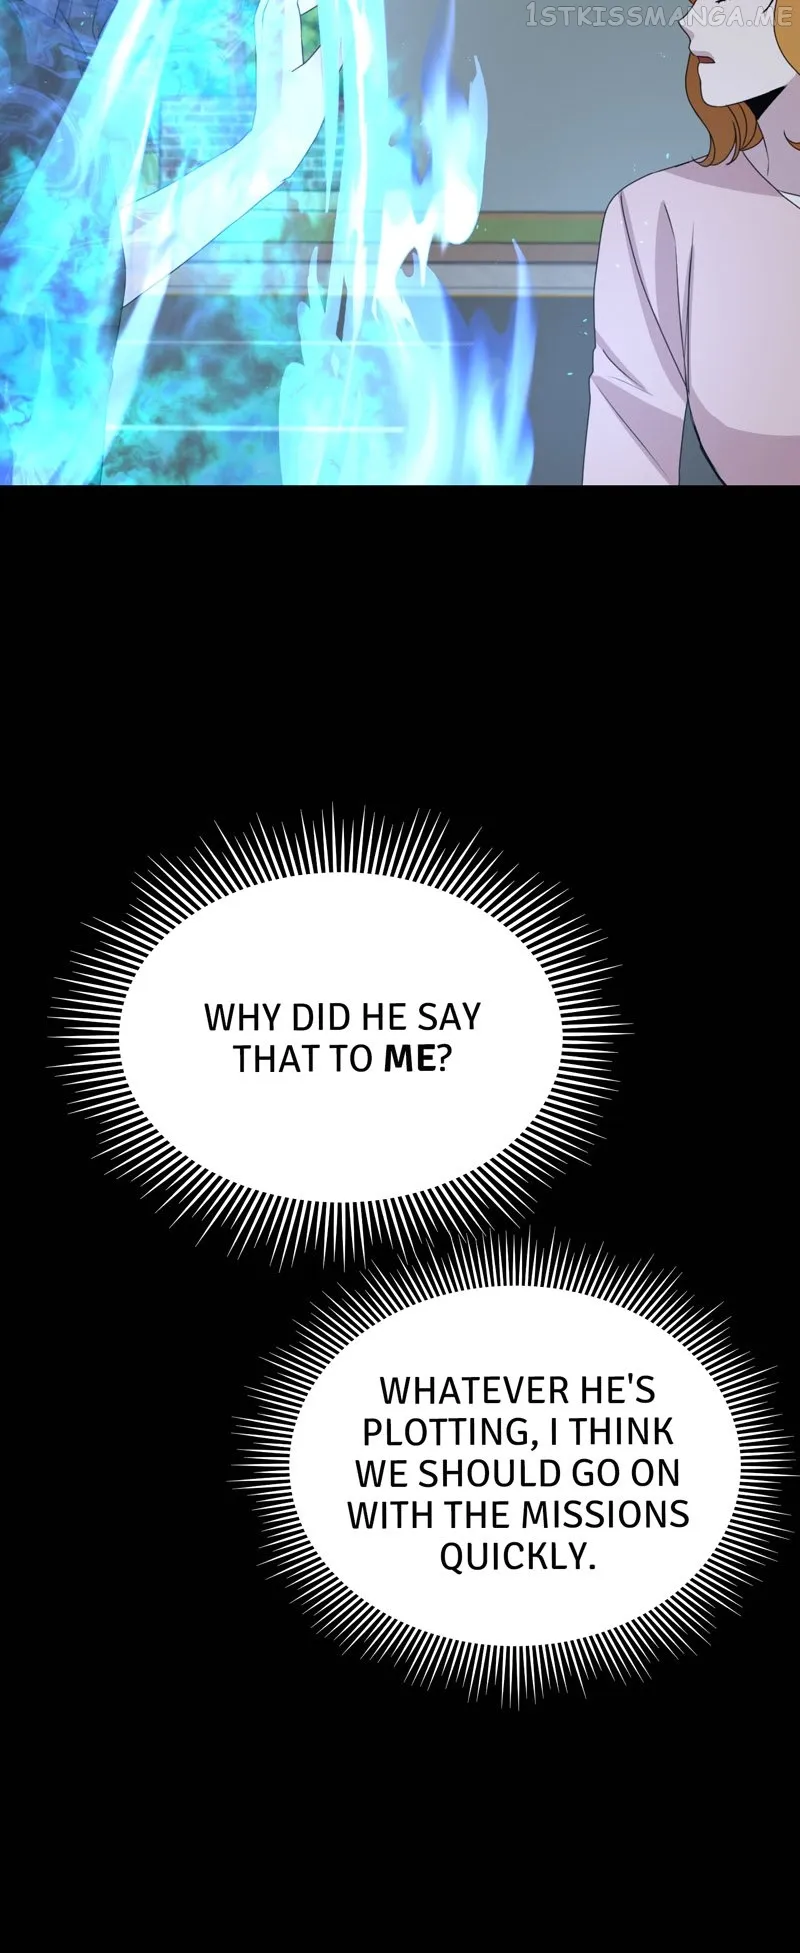 1STKISSMANGA.ME
WHY DID HE SAY
THAT TO ME?
WHATEVER HE'S
PLOTTING, I THINK
WE SHOULD GO ON
WITH THE MISSIONS
QUICKLY.